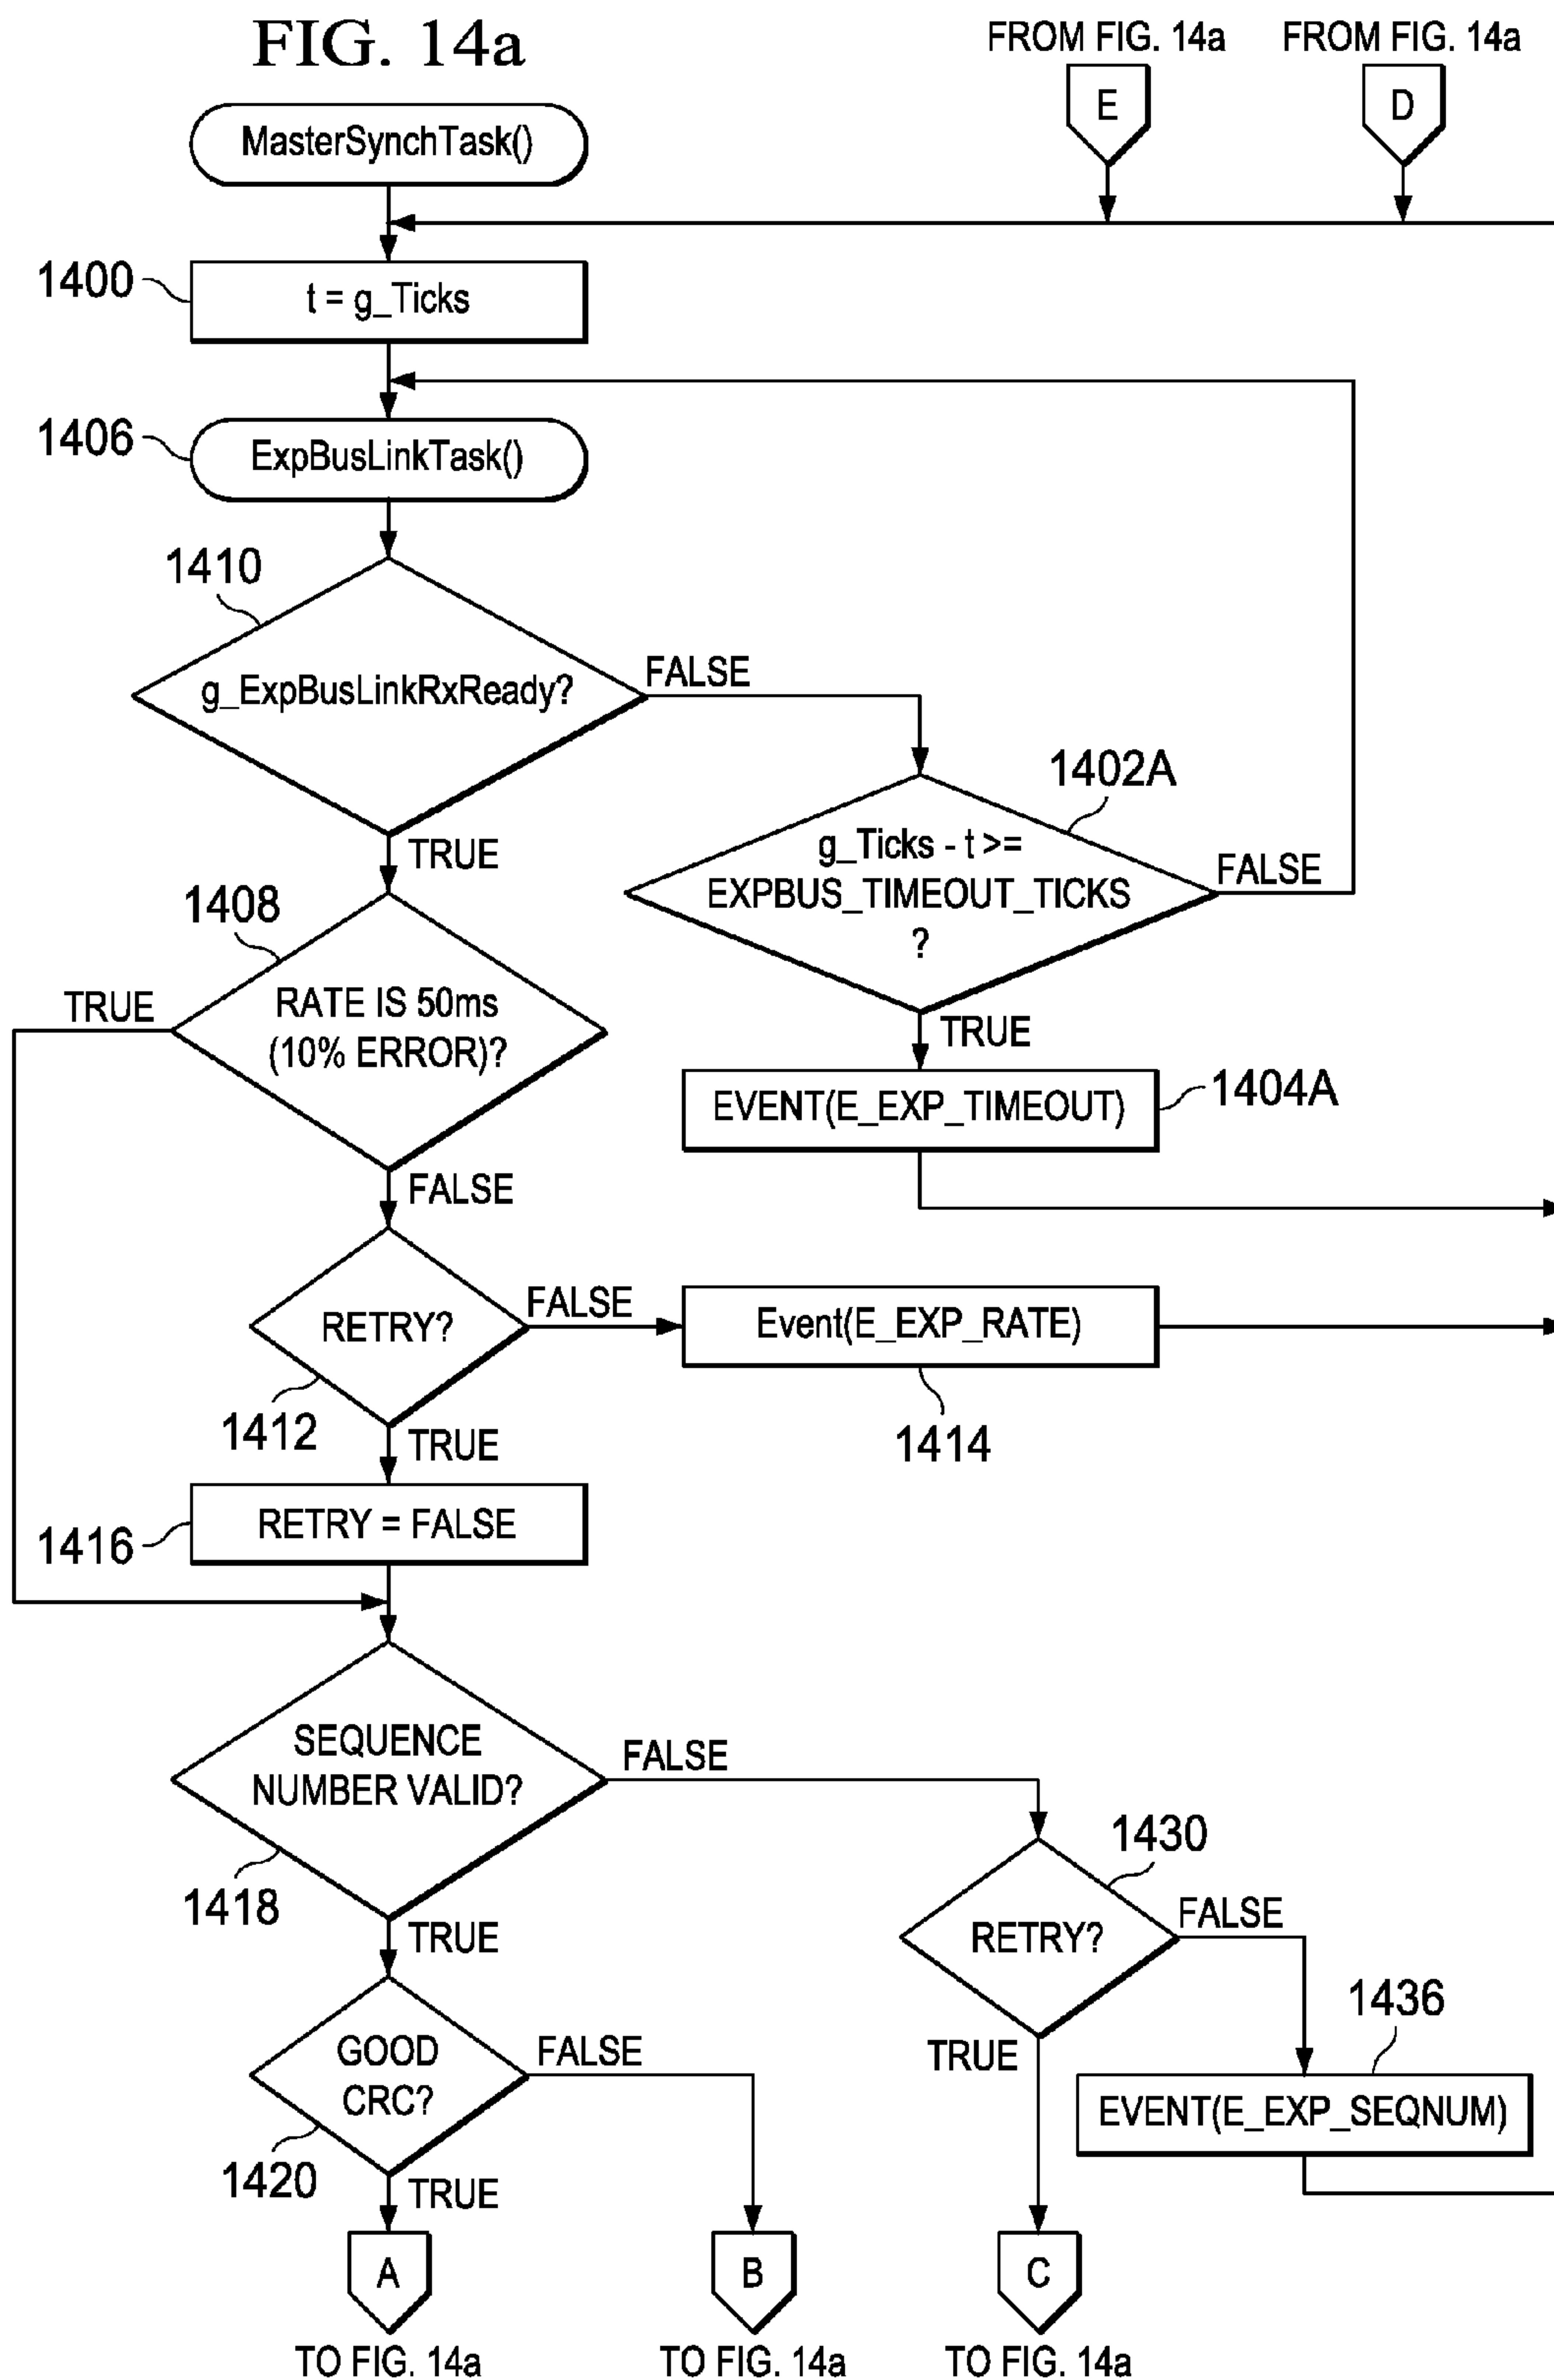 FIG. 14a
FROM FIG. 14a
FROM FIG. 14a
E
D
MasterSynchTask()
1400
t = g_Ticks
1406
ExpBusLinkTask()
1410
g_ExpBusLinkRxReady?
FALSE
1402A
TRUE
g_Ticks - t >=
EXPBUS_TIMEOUT_TICKS
?
FALSE
1408
TRUE
RATE IS 50ms
(10% ERROR)?
TRUE
EVENT(E_EXP_TIMEOUT)
1404A
FALSE
RETRY?
FALSE
Event(E_EXP_RATE)
1412
1414
TRUE
1416
RETRY = FALSE
SEQUENCE
NUMBER VALID?
FALSE
1418
1430
TRUE
RETRY?
FALSE
1436
GOOD
CRC?
FALSE
TRUE
EVENT(E_EXP_SEQNUM)
1420
TRUE
A
B
C
TO FIG. 14a
TO FIG. 14a
TO FIG. 14a